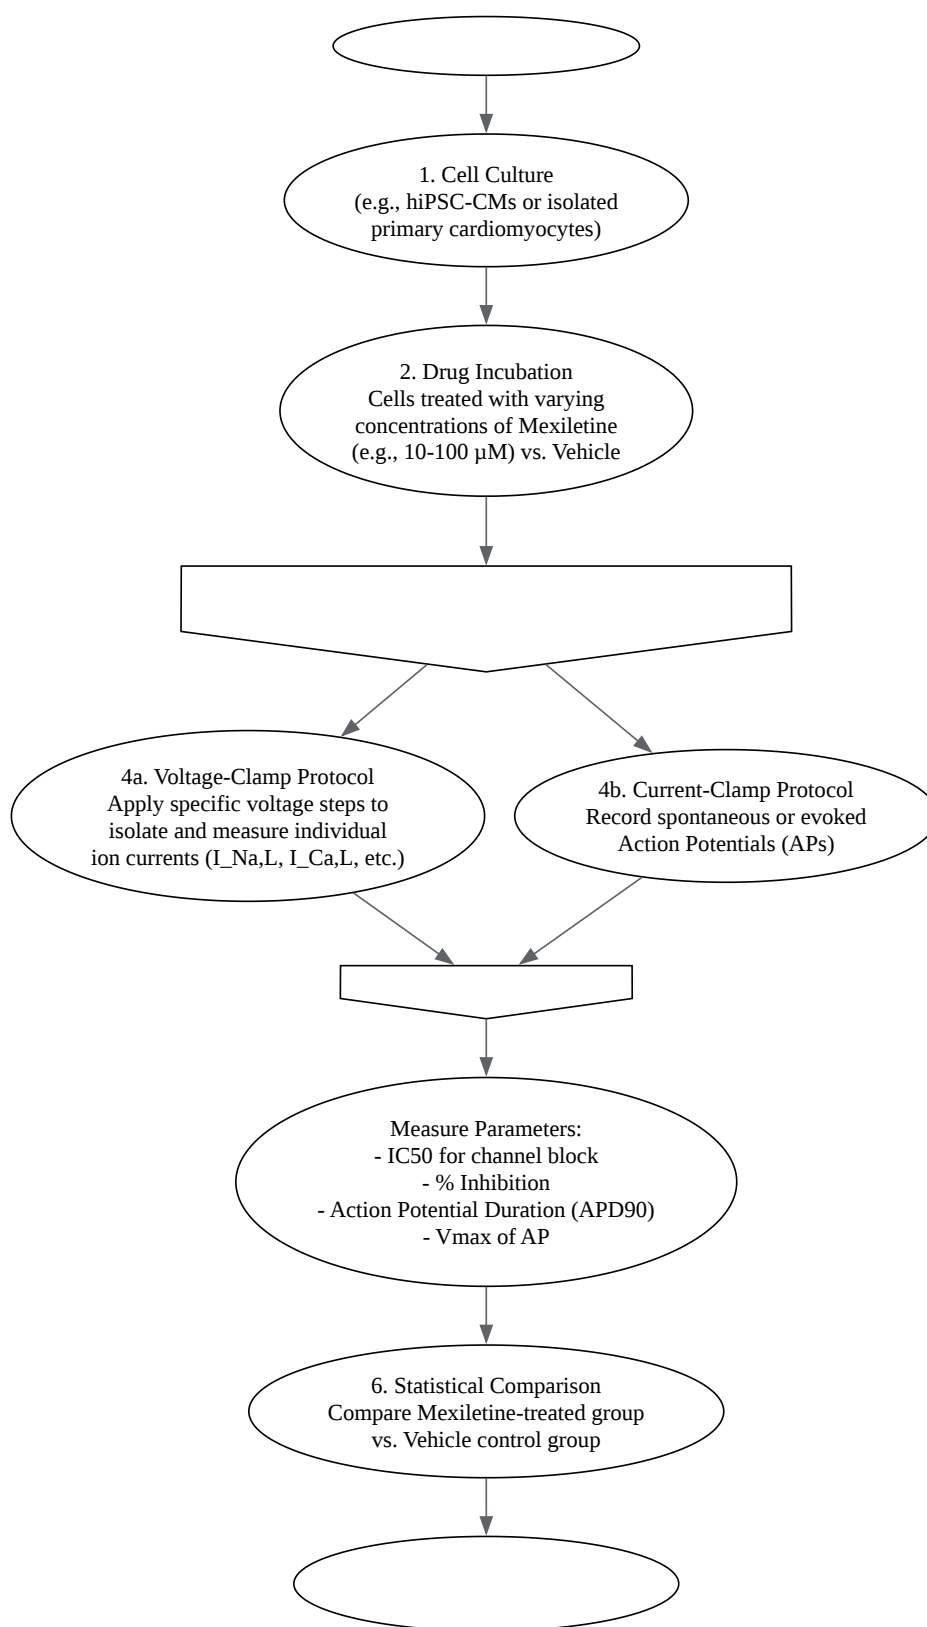 1. Cell Culture
(e.g., hiPSC-CMs or isolated
primary cardiomyocytes)
2. Drug Incubation
Cells treated with varying
concentrations of Mexiletine
(e.g., 10-100 µM) vs. Vehicle
4a. Voltage-Clamp Protocol
Apply specific voltage steps to
isolate and measure individual
ion currents (I_Na,L, I_Ca,L, etc.)
4b. Current-Clamp Protocol
Record spontaneous or evoked
Action Potentials (APs)
Measure Parameters:
- IC50 for channel block
- % Inhibition
- Action Potential Duration (APD90)
- Vmax of AP
6. Statistical Comparison
Compare Mexiletine-treated group
vs. Vehicle control group